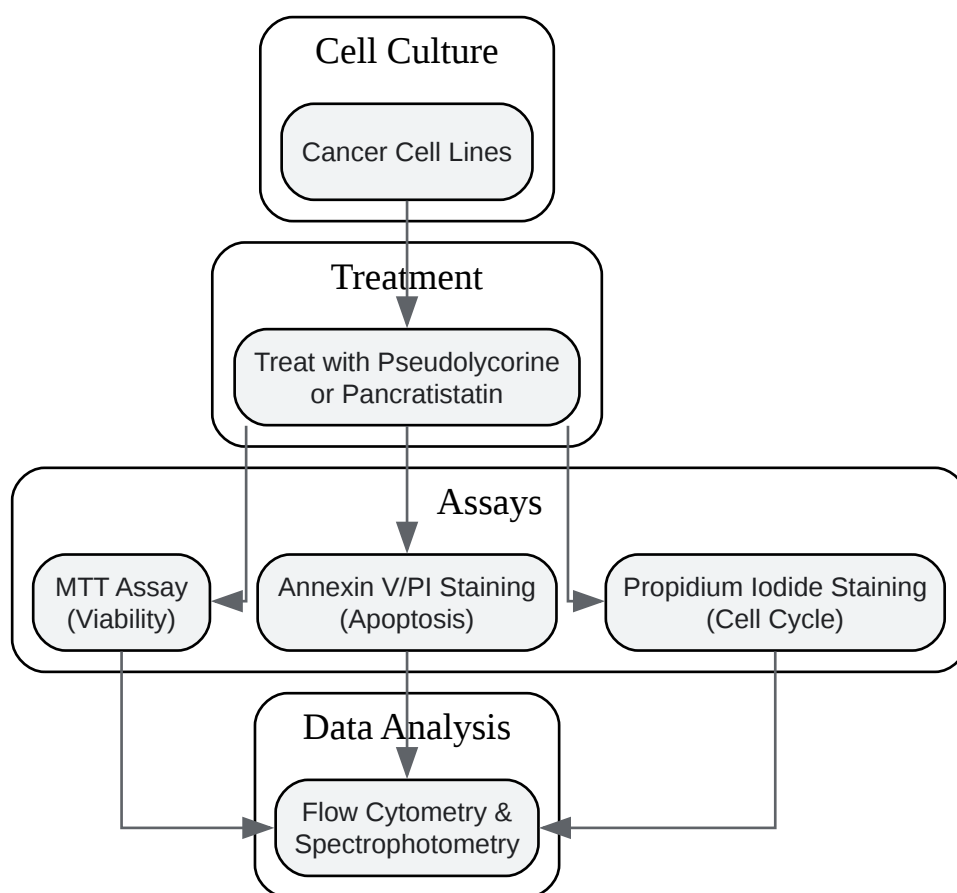 Cell Culture
Cancer Cell Lines
Treatment
Treat with Pseudolycorine
or Pancratistatin
Assays
MTT Assay
(Viability)
Annexin V/PI Staining
(Apoptosis)
Propidium Iodide Staining
(Cell Cycle)
Data Analysis
Flow Cytometry &
Spectrophotometry